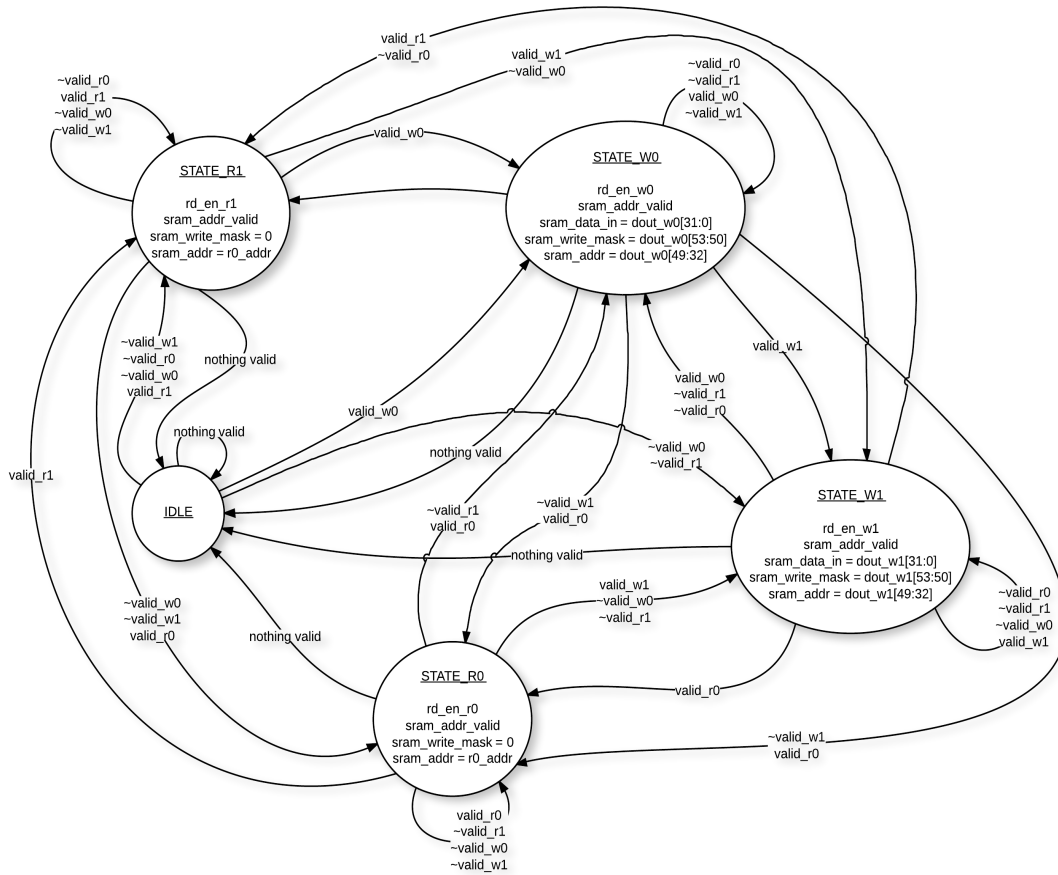 valid_r1
~valid_r0
valid_w1
~valid_w0
~valid_r0
valid_r1
~valid_w0
~valid_w1
~valid_r0
~valid_r1
valid_w0
~valid_w1
valid_w0
STATE_R1
rd_en_r1
sram_addr_valid
sram_write_mask = 0
sram_addr = r0_addr
STATE_W0
rd_en_w0
sram_addr_valid
sram_data_in = dout_w0[31:0]
sram_write_mask = dout_w0[53:50]
sram_addr = dout_w0[49:32]
~valid_w1
~valid_r0
~valid_w0
valid_r1
nothing valid
valid_w1
valid_w0
~valid_r1
~valid_r0
valid_w0
nothing valid
nothing valid
~valid_w0
~valid_r1
valid_r1
IDLE
~valid_r1
valid_r0
~valid_w1
valid_r0
STATE_W1
rd_en_w1
sram_addr_valid
sram_data_in = dout_w1[31:0]
sram_write_mask = dout_w1[53:50]
sram_addr = dout_w1[49:32]
nothing valid
valid_w1
~valid_w0
~valid_r1
~valid_r0
~valid_r1
~valid_w0
valid_w1
~valid_w0
~valid_w1
valid_r0
nothing valid
STATE_R0
rd_en_r0
sram_addr_valid
sram_write_mask = 0
sram_addr = r0_addr
valid_r0
~valid_w1
valid_r0
valid_r0
~valid_r1
~valid_w0
~valid_w1